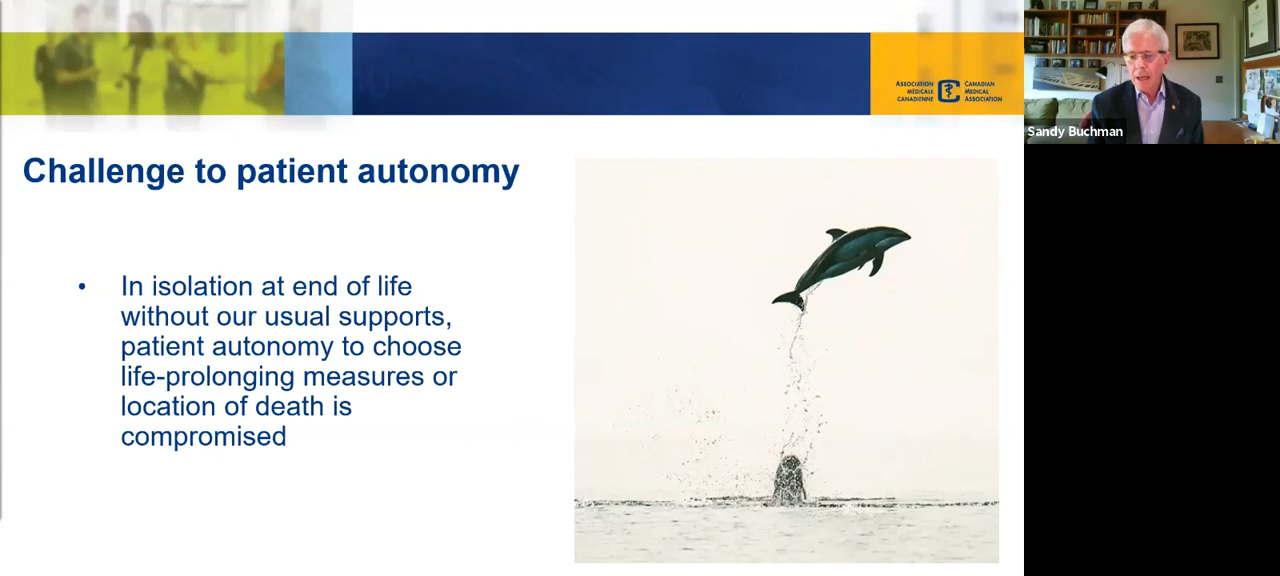 ASSOCIATION
MÉDICALE
CANADIENNE
CANADIAN
MEDICAL
ASSOCIATION
Sandy Buchman
Challenge to patient autonomy
• In isolation at end of life
without our usual supports,
patient autonomy to choose
life-prolonging measures or
location of death is
compromised